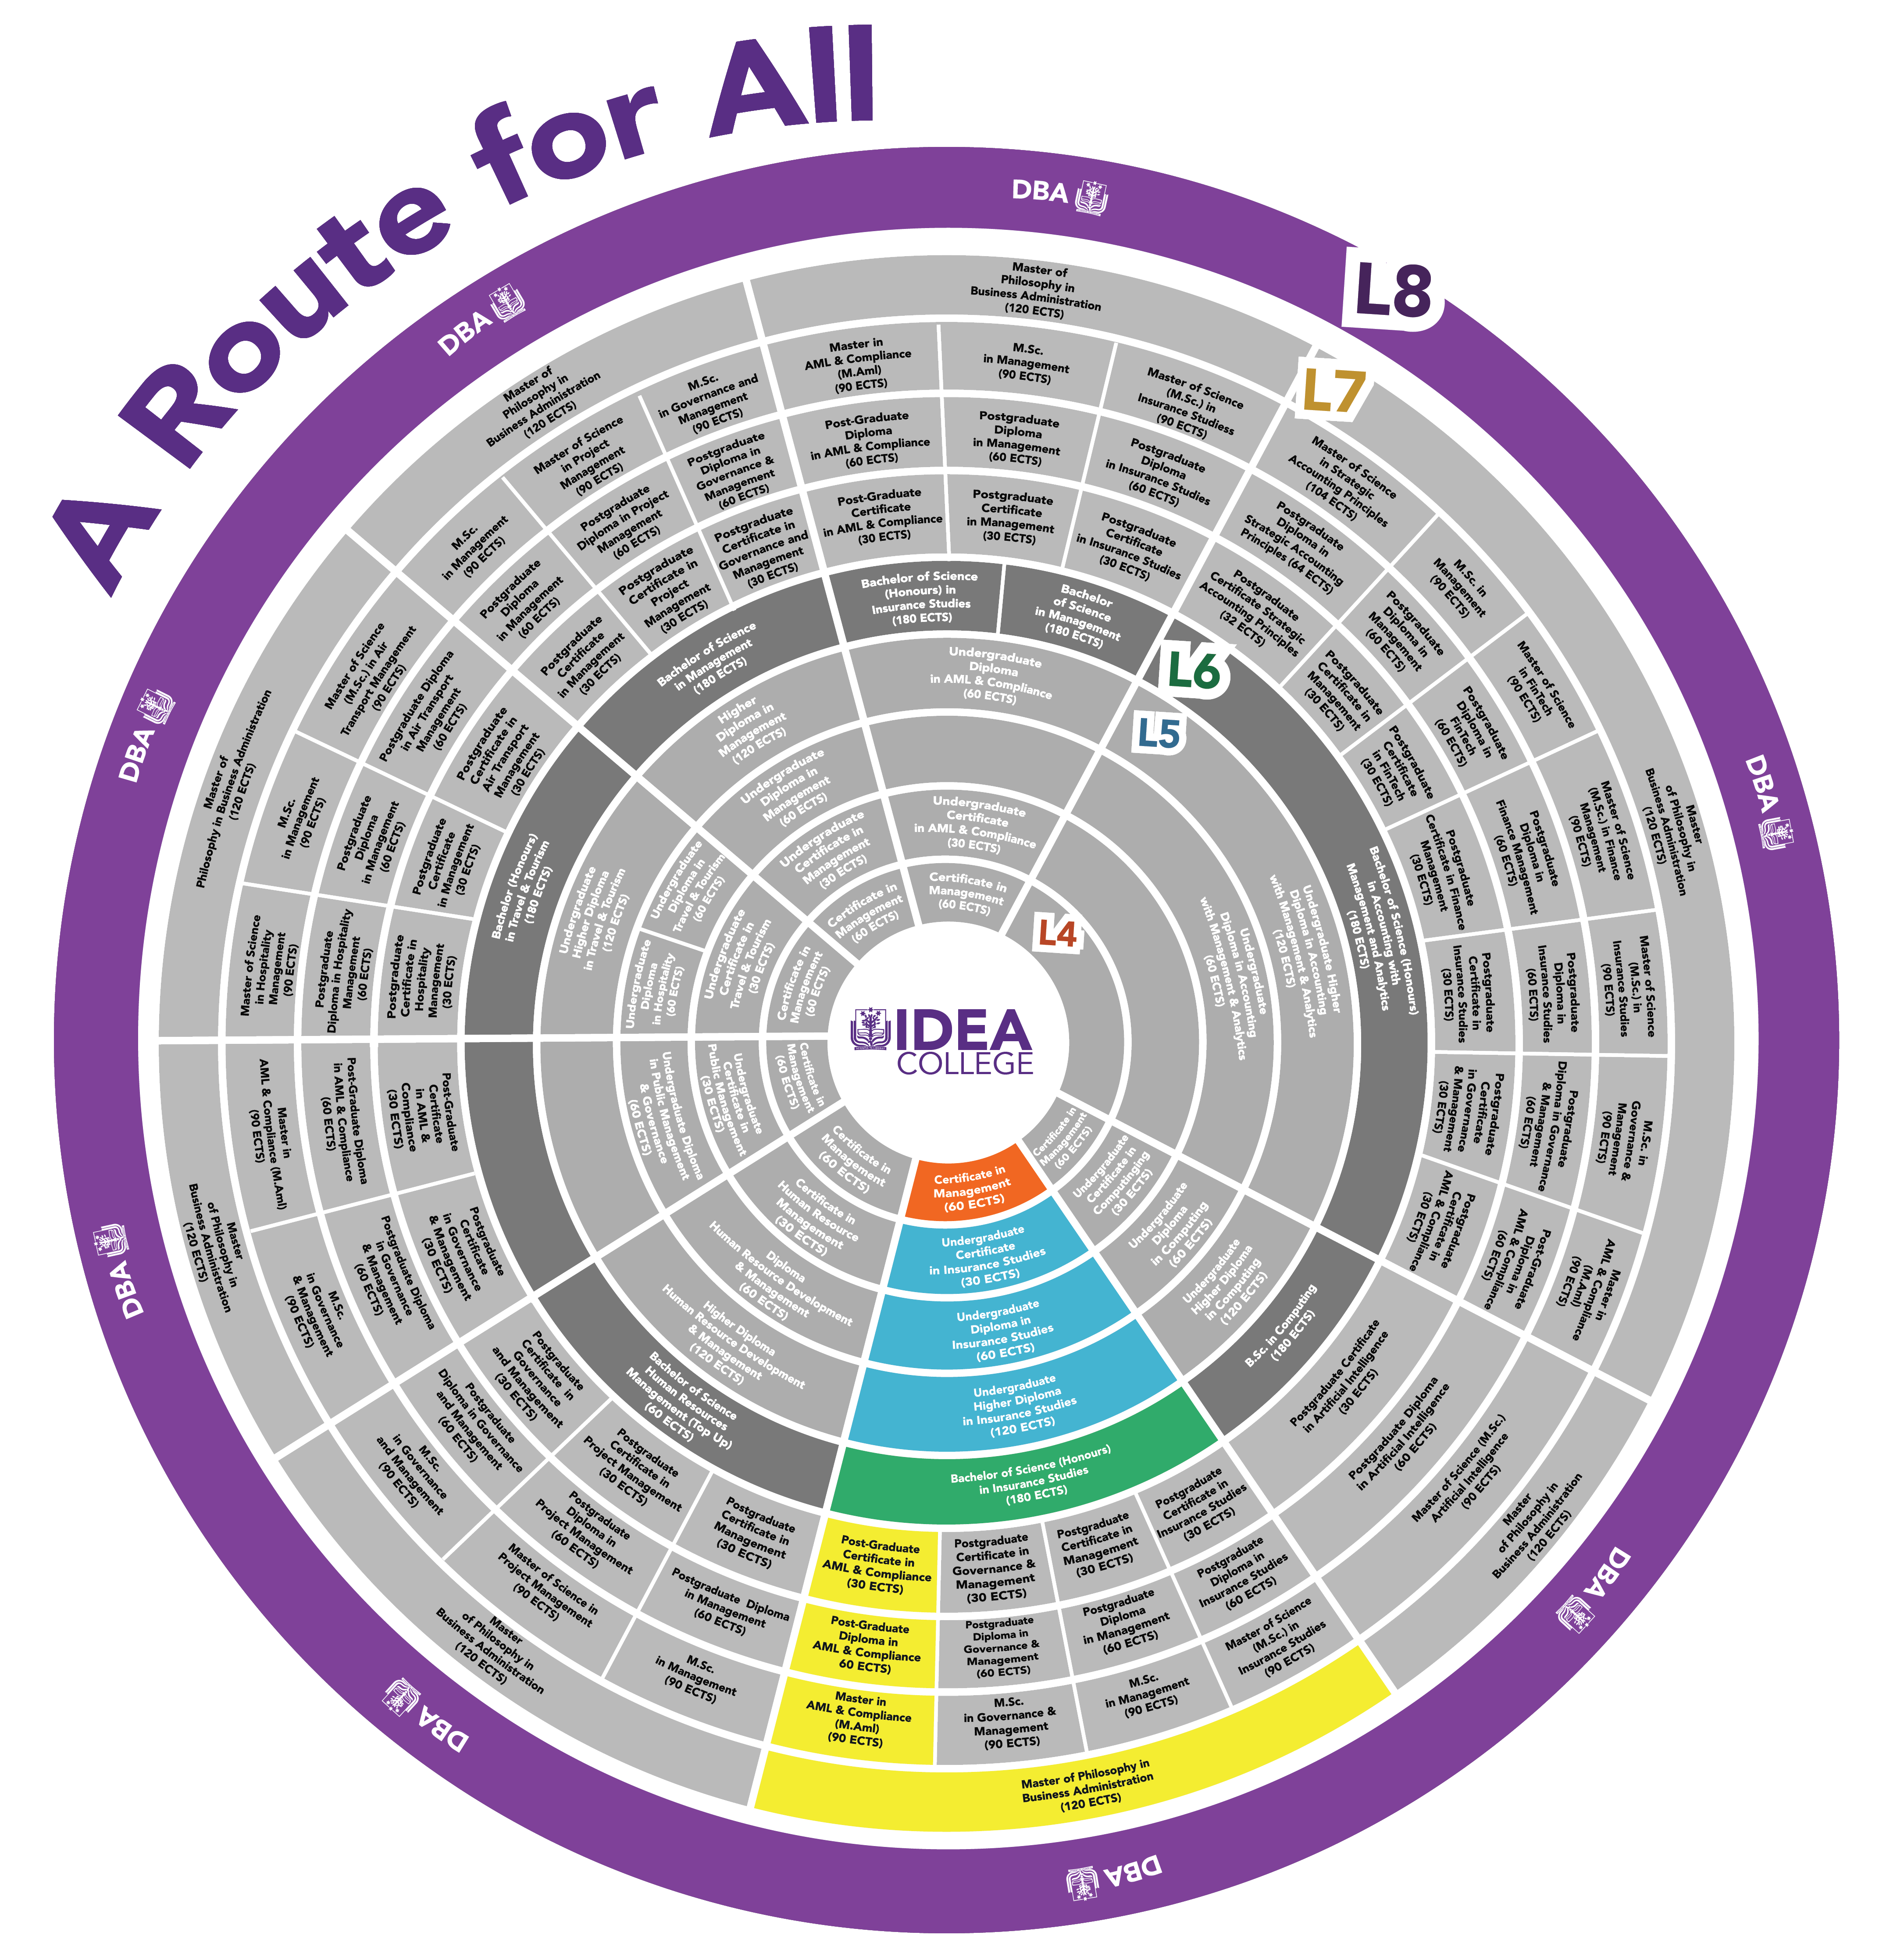 A Route for All
DBA
L8
L7
L6
L5
L4
IDEA
COLLEGE
Master of
Philosophy in
Business Administration
(120 ECTS)
Master in
AML & Compliance
(M.Aml)
(90 ECTS)
M.Sc.
in Management
(90 ECTS)
Master of Science
(M.Sc.) in
Insurance Studiess
(90 ECTS)
Post-Graduate
Diploma
in AML & Compliance
(60 ECTS)
Postgraduate
Diploma
in Management
(60 ECTS)
Postgraduate
Diploma
in Insurance Studies
(60 ECTS)
Post-Graduate
Certificate
in AML & Compliance
(30 ECTS)
Postgraduate
Certificate
in Management
(30 ECTS)
Postgraduate
Certificate
in Insurance Studies
(30 ECTS)
Bachelor of Science
(Honours) in
Insurance Studies
(180 ECTS)
Bachelor
of Science
in Management
(180 ECTS)
Undergraduate
Diploma
in AML & Compliance
(60 ECTS)
Undergraduate
Certificate
in AML & Compliance
(30 ECTS)
Certificate in
Management
(60 ECTS)
DBA
Master
of Philosophy in
Business Administration
(120 ECTS)
Master of Science
in Strategic
Accounting Principles
(104 ECTS)
M.Sc. in
Management
(90 ECTS)
Master of Science
in FinTech
(90 ECTS)
Master of Science
(M.Sc.) in Finance
Management
(90 ECTS)
Master of Science
(M.Sc.) in
Insurance Studies
(90 ECTS)
M.Sc. in
Governance &
Management
(90 ECTS)
Master in
AML & Compliance
(M.Aml)
(90 ECTS)
Postgraduate
Diploma in
Strategic Accounting
Principles (64 ECTS)
Postgraduate
Diploma in
Management
(60 ECTS)
Postgraduate
Diploma in
FinTech
(60 ECTS)
Postgraduate
Diploma in
Finance Management
(60 ECTS)
Postgraduate
Diploma in
Insurance Studies
(60 ECTS)
Postgraduate
Diploma in Governance
& Management
(60 ECTS)
Post-Graduate
Diploma in
AML & Compliance
(60 ECTS)
Postgraduate
Certificate Strategic
Accounting Principles
(32 ECTS)
Postgraduate
Certificate in
Management
(30 ECTS)
Postgraduate
Certificate
in FinTech
(30 ECTS)
Postgraduate
Certificate in Finance
Management
(30 ECTS)
Postgraduate
Certificate in
Insurance Studies
(30 ECTS)
Postgraduate
Certificate
in Governance
& Management
(30 ECTS)
Postgraduate
Certificate in
AML & Compliance
(30 ECTS)
Bachelor of Science (Honours)
in Accounting with
Management and Analytics
(180 ECTS)
Undergraduate Higher
Diploma in Accounting
with Management & Analytics
(120 ECTS)
Undergraduate
Diploma in Accounting
with Management & Analytics
(60 ECTS)
DBA
Master
of Philosophy in
Business Administration
(120 ECTS)
Master of Science (M.Sc.)
Artificial Intelligence
(90 ECTS)
Postgraduate Diploma
in Artificial Intelligence
(60 ECTS)
Postgraduate Certificate
in Artificial Intelligence
(30 ECTS)
B.Sc. in Computing
(180 ECTS)
Undergraduate
Higher Diploma
in Computing
(120 ECTS)
Undergraduate
Diploma
in Computing
(60 ECTS)
Undergraduate
Certificate in
Computing
(30 ECTS)
Certificate in
Management
(60 ECTS)
Certificate in
Management
(60 ECTS)
Undergraduate
Certificate
in Insurance Studies
(30 ECTS)
Undergraduate
Diploma in
Insurance Studies
(60 ECTS)
Undergraduate
Higher Diploma
in Insurance Studies
(120 ECTS)
Bachelor of Science (Honours)
in Insurance Studies
(180 ECTS)
Post-Graduate
Certificate in
AML & Compliance
(30 ECTS)
Postgraduate
Certificate in
Governance &
Management
(30 ECTS)
Postgraduate
Certificate in
Management
(30 ECTS)
Postgraduate
Certificate in
Insurance Studies
(30 ECTS)
Post-Graduate
Diploma in
AML & Compliance
60 ECTS)
Postgraduate
Diploma in
Governance &
Management
(60 ECTS)
Postgraduate
Diploma
in Management
(60 ECTS)
Postgraduate
Diploma in
Insurance Studies
(60 ECTS)
Master in
AML & Compliance
(M.Aml)
(90 ECTS)
M.Sc.
in Governance &
Management
(90 ECTS)
M.Sc.
in Management
(90 ECTS)
Master of Science
(M.Sc.) in
Insurance Studies
(90 ECTS)
Master of Philosophy in
Business Administration
(120 ECTS)
DBA
Certificate in
Management
(60 ECTS)
Certificate in
Human Resource
Management
(30 ECTS)
Diploma
Human Resource Development
& Management
(60 ECTS)
Higher Diploma
Human Resource Development
& Management
(120 ECTS)
Bachelor of Science
Human Resources
Management (Top Up)
(60 ECTS)
Postgraduate
Certificate in
Governance
and Management
(30 ECTS)
Postgraduate
Certificate in
Project Management
(30 ECTS)
Postgraduate
Certificate in
Management
(30 ECTS)
Postgraduate
Diploma in Governance
and Management
(60 ECTS)
Postgraduate
Diploma in
Project Management
(60 ECTS)
Postgraduate Diploma
in Management
(60 ECTS)
M.Sc.
in Governance
and Management
(90 ECTS)
Master of Science in
Project Management
(90 ECTS)
M.Sc.
in Management
(90 ECTS)
Master
of Philosophy in
Business Administration
(120 ECTS)
DBA
Certificate in
Management
(60 ECTS)
Undergraduate
Certificate in
Public Management
(30 ECTS)
Undergraduate Diploma
in Public Management
& Governance
(60 ECTS)
Post-Graduate
Certificate
in AML &
Compliance
(30 ECTS)
Postgraduate
Certificate
in Governance
& Management
(30 ECTS)
Post-Graduate Diploma
in AML & Compliance
(60 ECTS)
Postgraduate Diploma
in Governance
& Management
(60 ECTS)
Master in
AML & Compliance (M.Aml)
(90 ECTS)
M.Sc.
in Governance
& Management
(90 ECTS)
Master
of Philosophy in
Business Administration
(120 ECTS)
DBA
Certificate in
Management
(60 ECTS)
Undergraduate
Certificate in
Travel & Tourism
(30 ECTS)
Undergraduate
Diploma in
Travel & Tourism
(60 ECTS)
Undergraduate
Diploma
in Hospitality
(60 ECTS)
Undergraduate
Higher Diploma
in Travel & Tourism
(120 ECTS)
Bachelor (Honours)
in Travel & Tourism
(180 ECTS)
Postgraduate
Certificate in
Air Transport
Management
(30 ECTS)
Postgraduate
Certificate
in Management
(30 ECTS)
Postgraduate
Certificate in
Hospitality
Management
(30 ECTS)
Postgraduate Diploma
in Air Transport
Management
(60 ECTS)
Postgraduate
Diploma
in Management
(60 ECTS)
Postgraduate
Diploma in Hospitality
Management
(60 ECTS)
Master of Science
(M.Sc.) in Air
Transport Management
(90 ECTS)
M.Sc.
in Management
(90 ECTS)
Master of Science
in Hospitality
Management
(90 ECTS)
Master of
Philosophy in Business Administration
(120 ECTS)
DBA
Certificate in
Management
(60 ECTS)
Undergraduate
Certificate in
Management
(30 ECTS)
Undergraduate
Diploma in
Management
(60 ECTS)
Higher
Diploma in
Management
(120 ECTS)
Bachelor of Science
in Management
(180 ECTS)
Postgraduate
Certificate
in Management
(30 ECTS)
Postgraduate
Certificate in
Project
Management
(30 ECTS)
Postgraduate
Certificate in
Governance and
Management
(30 ECTS)
Postgraduate
Diploma
in Management
(60 ECTS)
Postgraduate
Diploma in Project
Management
(60 ECTS)
Postgraduate
Diploma in
Governance &
Management
(60 ECTS)
M.Sc.
in Management
(90 ECTS)
Master of Science
in Project
Management
(90 ECTS)
M.Sc.
in Governance and
Management
(90 ECTS)
Master of
Philosophy in
Business Administration
(120 ECTS)
DBA